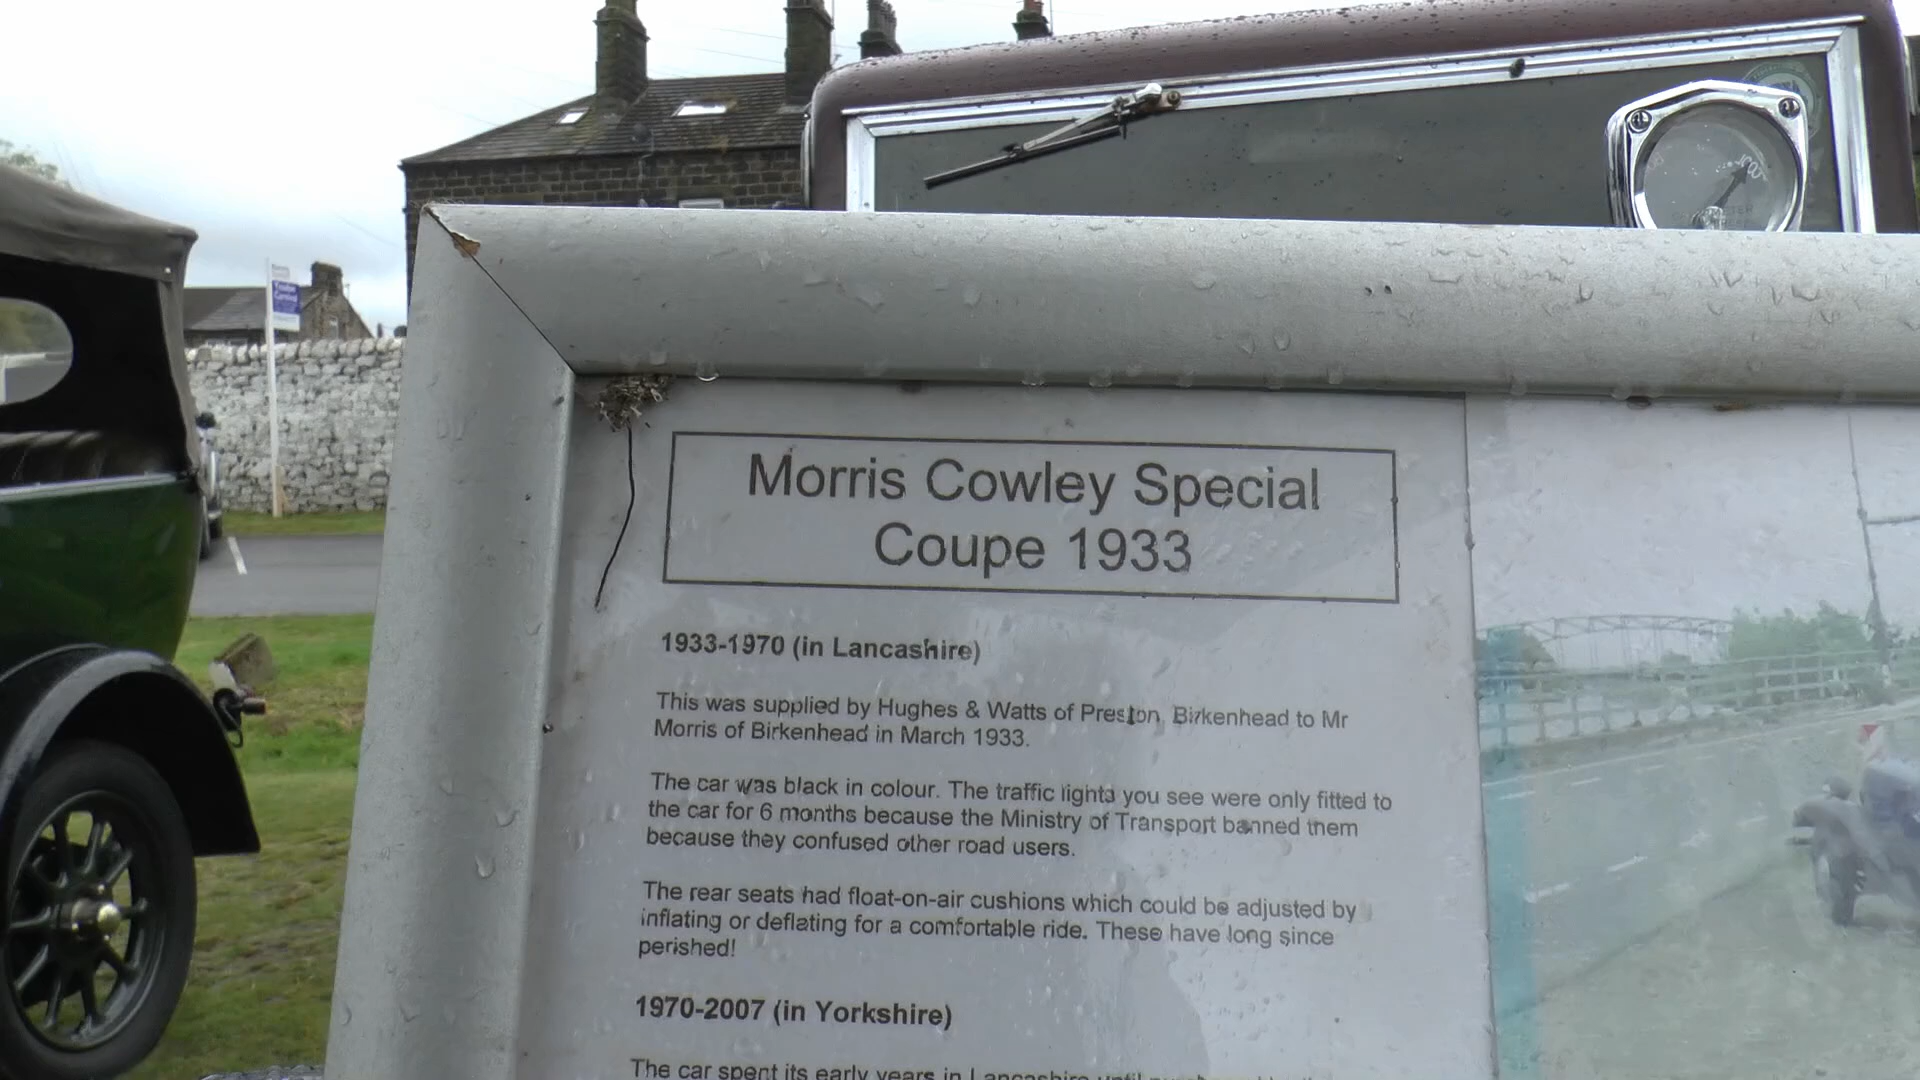 Yeadon
Carnival
Morris Cowley Special
Coupe 1933
1933-1970 (in Lancashire)
This was supplied by Hughes & Watts of Preston, Birkenhead to Mr
Morris of Birkenhead in March 1933.
The car was black in colour. The traffic lights you see were only fitted to
the car for 6 months because the Ministry of Transport banned them
because they confused other road users.
The rear seats had float-on-air cushions which could be adjusted by
inflating or deflating for a comfortable ride. These have long since
perished!
1970-2007 (in Yorkshire)
The car spent its early years in Lancashire until